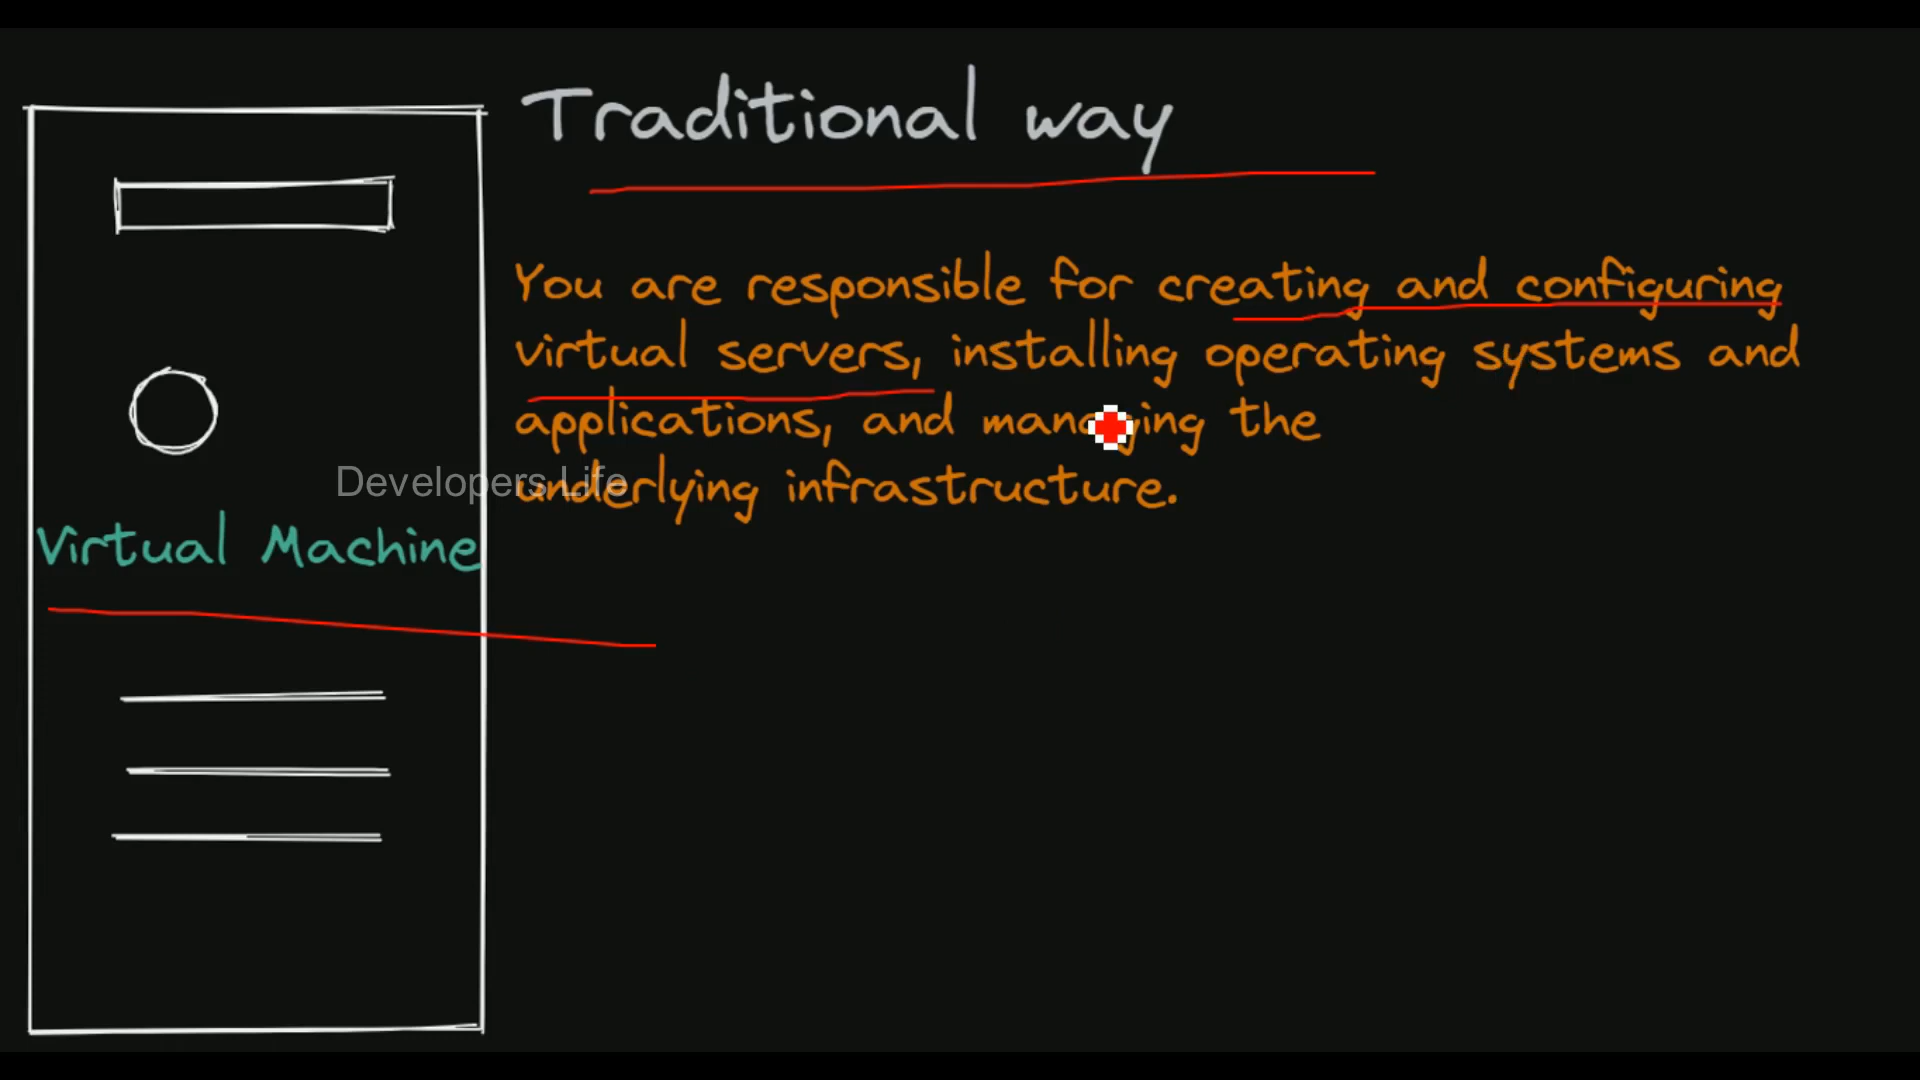 Traditional way
You are responsible for creating and configuring
virtual servers, installing operating systems and
applications, and managing the
underlying infrastructure.
Developers Life
Virtual Machine